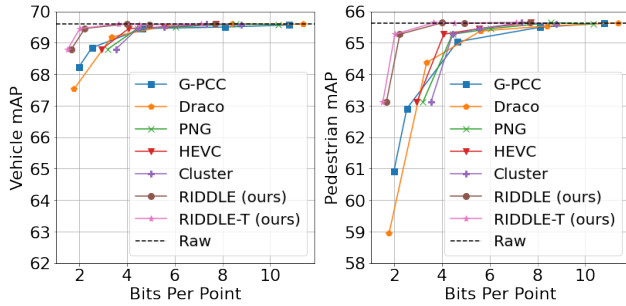 Vehicle mAP
70
69
68
67
66
65
64
63
62
2
4
6
8
10
Bits Per Point
G-PCC
Draco
PNG
HEVC
Cluster
RIDDLE (ours)
RIDDLE-T (ours)
Raw
Pedestrian mAP
66
65
64
63
62
61
60
59
58
2
4
6
8
10
Bits Per Point
G-PCC
Draco
PNG
HEVC
Cluster
RIDDLE (ours)
RIDDLE-T (ours)
Raw